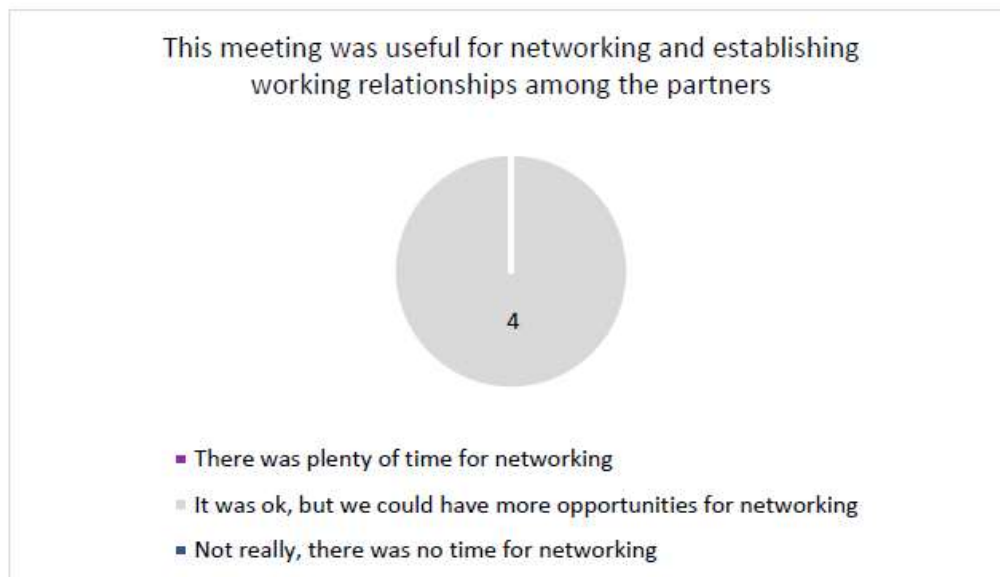 This meeting was useful for networking and establishing
working relationships among the partners
4
There was plenty of time for networking
It was ok, but we could have more opportunities for networking
Not really, there was no time for networking